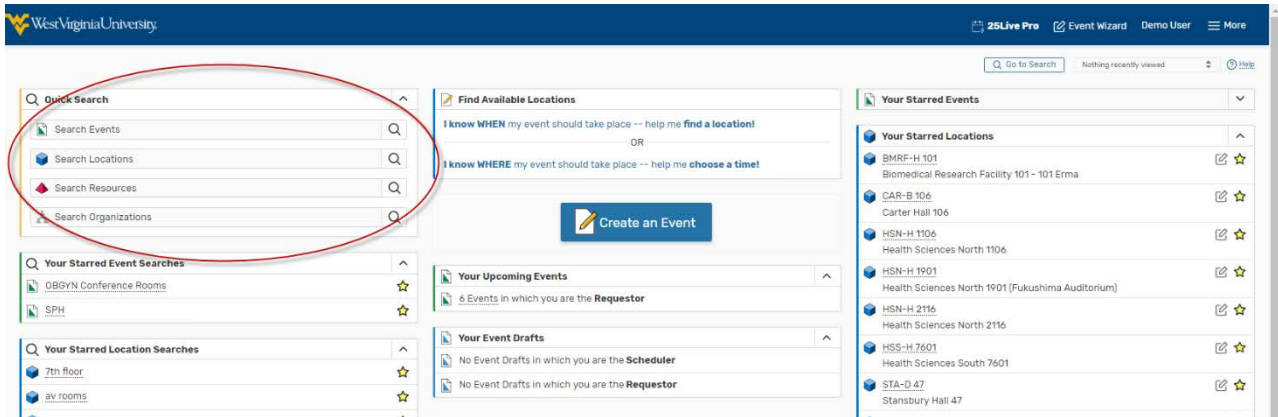 WestVirginiaUniversity.
25Live Pro Event Wizard Demo User More
Go to Search Nothing recently viewed Help
Quick Search
Search Events
Search Locations
Search Resources
Search Organizations
Your Starred Event Searches
OBGYN Conference Rooms
SPH
Your Starred Location Searches
7th floor
av rooms
Find Available Locations
I know WHEN my event should take place -- help me find a location!
OR
I know WHERE my event should take place -- help me choose a time!
Create an Event
Your Upcoming Events
6 Events in which you are the Requestor
Your Event Drafts
No Event Drafts in which you are the Scheduler
No Event Drafts in which you are the Requestor
Your Starred Events
Your Starred Locations
BMRF-H 101
Biomedical Research Facility 101 - 101 Erma
CAR-B 106
Carter Hall 106
HSN-H 1106
Health Sciences North 1106
HSN-H 1901
Health Sciences North 1901 (Fukushima Auditorium)
HSN-H 2116
Health Sciences North 2116
HSS-H 7601
Health Sciences South 7601
STA-D 47
Stansbury Hall 47